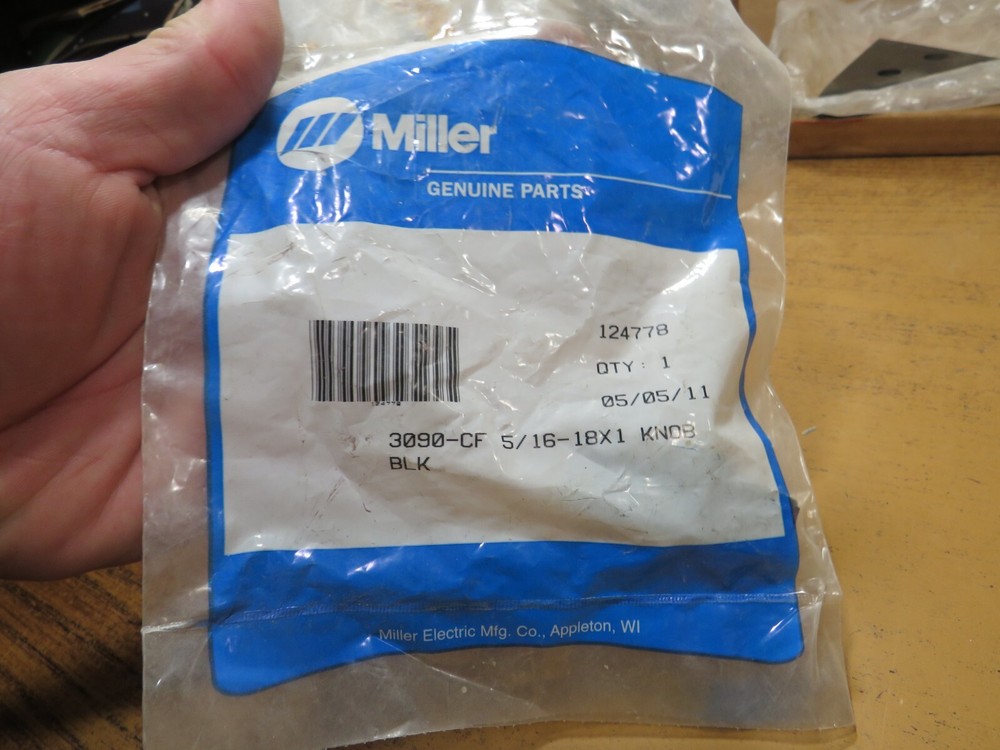 Miller
GENUINE PARTS
124778
QTY: 1
05/05/11
3090-CF 5/16-18X1 KNOB
BLK
Miller Electric Mfg. Co., Appleton, WI